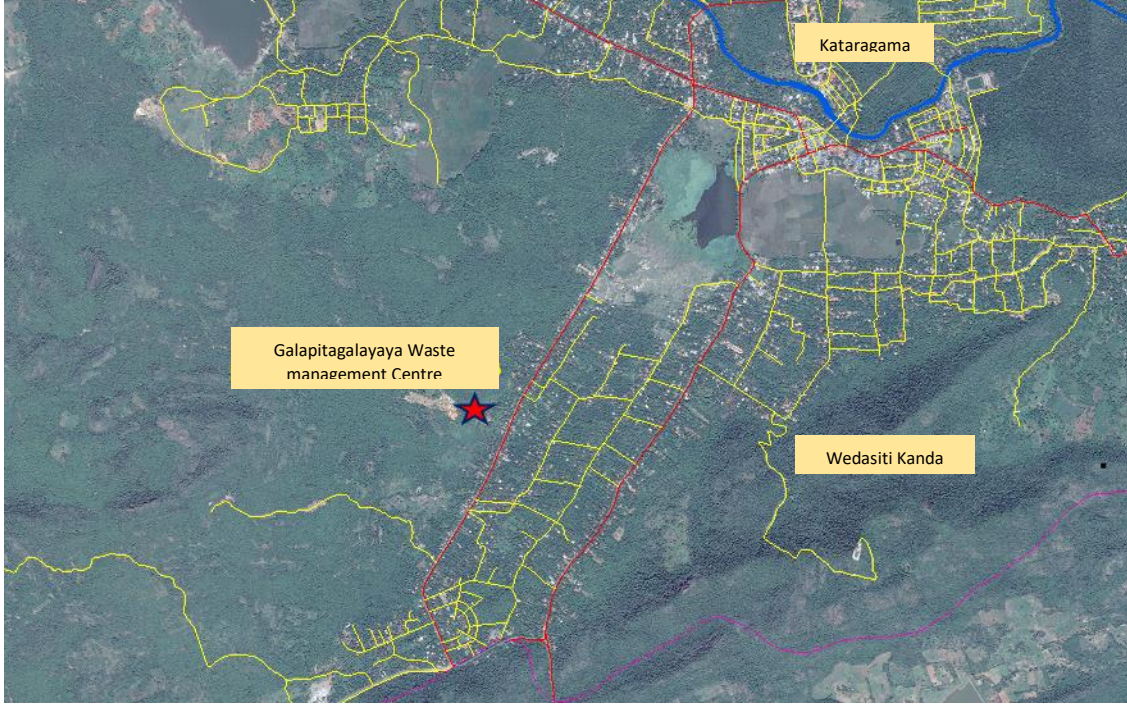 Kataragama
Galapitagalayaya Waste
management Centre
Wedasiti Kanda